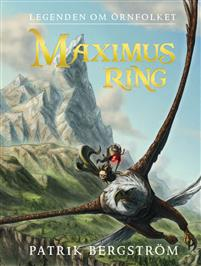 LEGENDEN OM ÖRNFOLKET
MAXIMUS
RING
PATRIK BERGSTRÖM